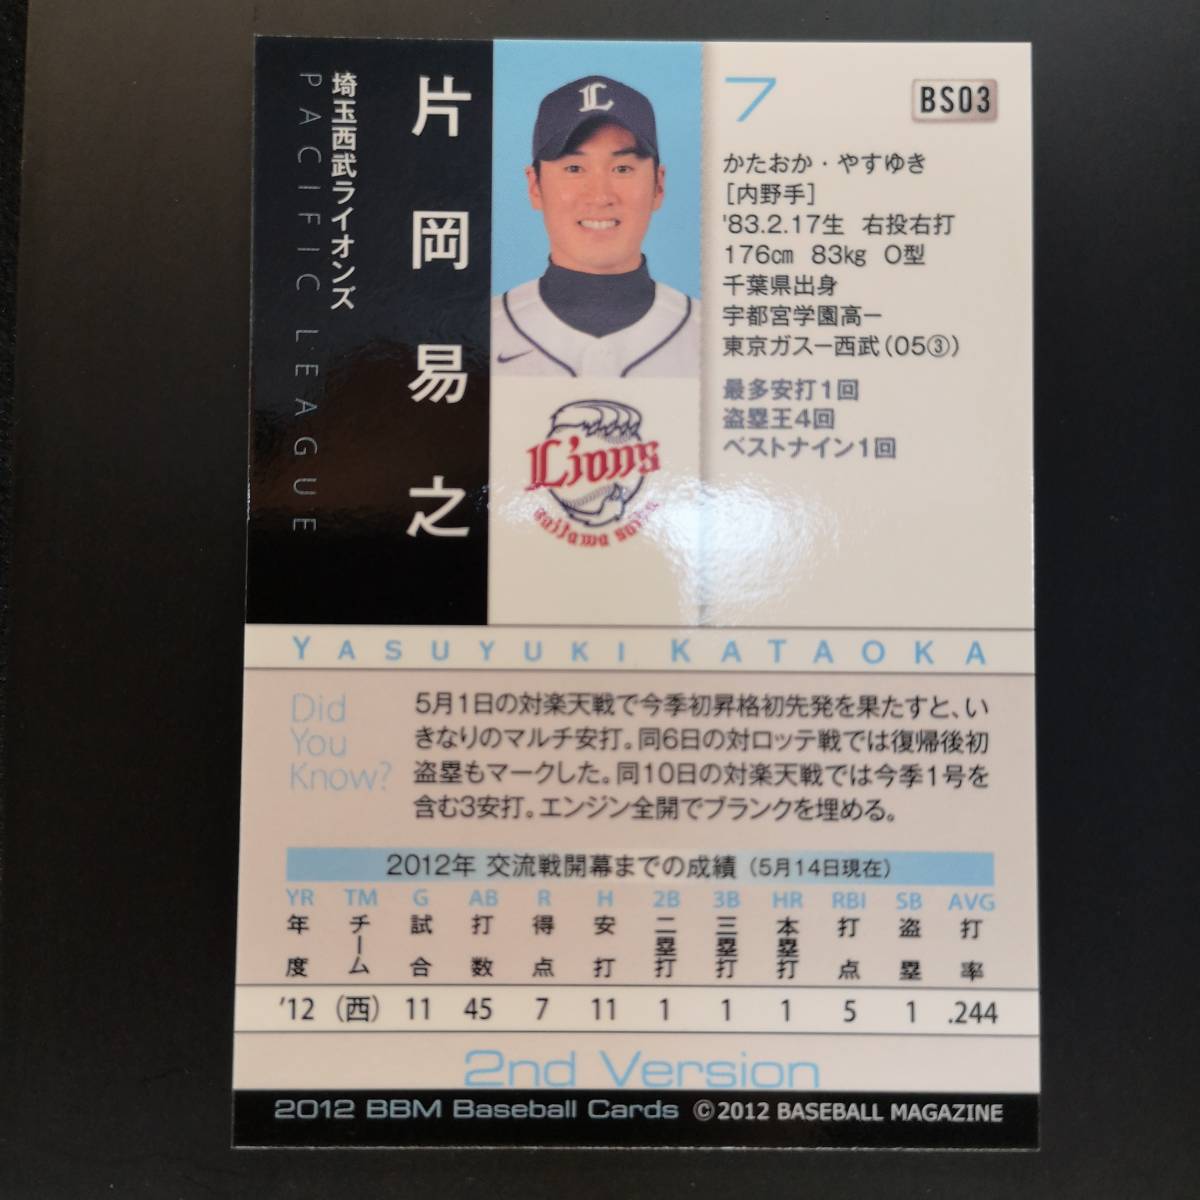 埼玉西武ライオンズ
PACIFIC LEAGUE
片岡易之
L
Lions
saitama seibu
7
BS03
かたおか・やすゆき
[内野手]
'83.2.17生 右投右打
176cm 83kg O型
千葉県出身
宇都宮学園高ー
東京ガスー西武(05③)
最多安打1回
盗塁王4回
ベストナイン1回
YASUYUKI KATAOKA
Did
You
Know?
5月1日の対楽天戦で今季初昇格初先発を果たすと、い
きなりのマルチ安打。同6日の対ロッテ戦では復帰後初
盗塁もマークした。同10日の対楽天戦では今季1号を
含む3安打。エンジン全開でブランクを埋める。
2012年 交流戦開幕までの成績 (5月14日現在)
YR TM G AB R H 2B 3B HR RBI SB AVG
年度 チーム 試合 打数 得点 安打 二塁打 三塁打 本塁打 打点 盗塁 打率
'12 (西) 11 45 7 11 1 1 1 5 1 .244
2nd Version
2012 BBM Baseball Cards ©2012 BASEBALL MAGAZINE